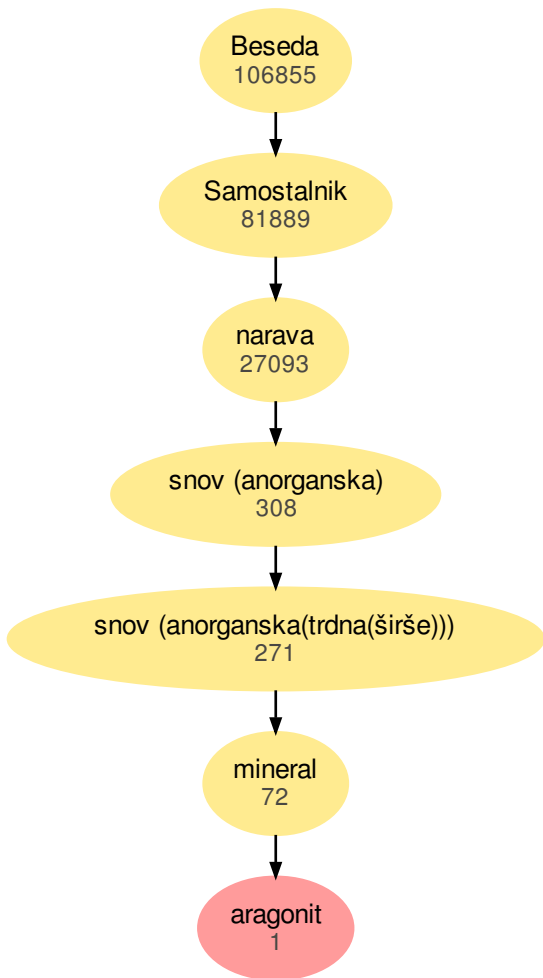 Beseda
106855
Samostalnik
81889
narava
27093
snov (anorganska)
308
snov (anorganska(trdna(širše)))
271
mineral
72
aragonit
1